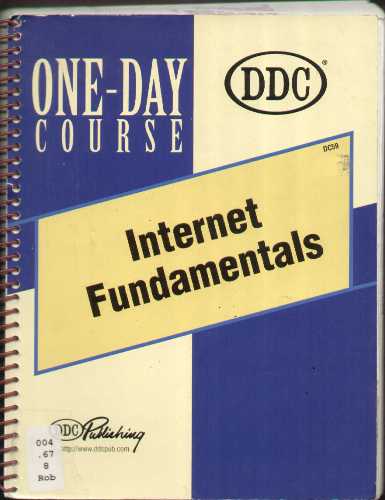 ONE-DAY
COURSE
DDC®
DC59
Internet
Fundamentals
DDC Publishing
http://www.ddcpub.com
004
.67
8
Rob